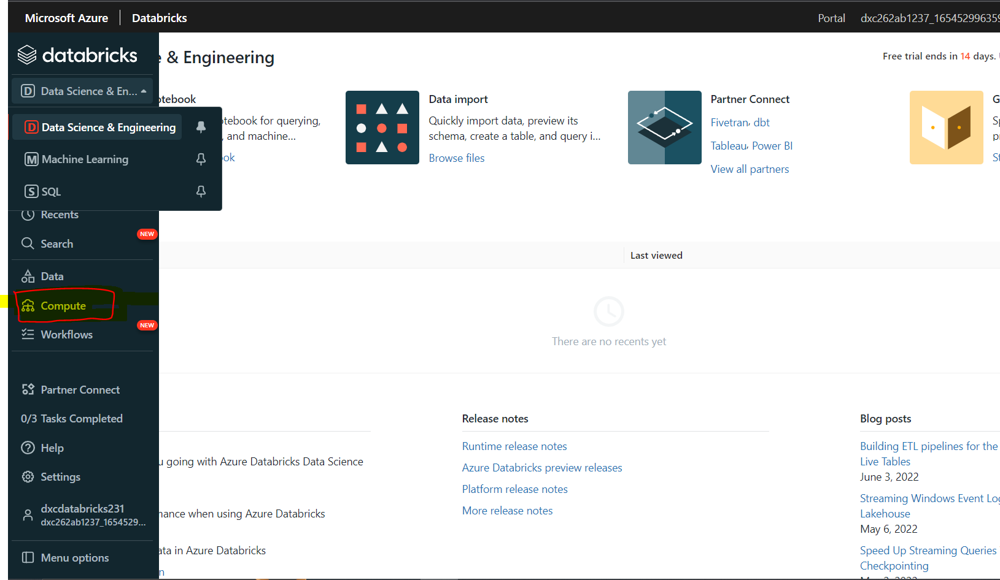 Microsoft Azure Databricks Portal dxc262ab1237_16545299635
databricks
& Engineering
Free trial ends in 14 days.
D Data Science & En...
D Data Science & Engineering
M Machine Learning
S SQL
Recents
Search NEW
Data
Compute
Workflows NEW
Partner Connect
0/3 Tasks Completed
Help
Settings
dxcdatabricks231
dxc262ab1237_1654529...
Menu options
otebook
otebook for querying,
, and machine...
ok
Data import
Quickly import data, preview its
schema, create a table, and query i...
Browse files
Partner Connect
Fivetran, dbt
Tableau, Power BI
View all partners
G
Last viewed
There are no recents yet
going with Azure Databricks Data Science
mance when using Azure Databricks
ata in Azure Databricks
n
Release notes
Runtime release notes
Azure Databricks preview releases
Platform release notes
More release notes
Blog posts
Building ETL pipelines for the
Live Tables
June 3, 2022
Streaming Windows Event Log
Lakehouse
May 6, 2022
Speed Up Streaming Queries
Checkpointing